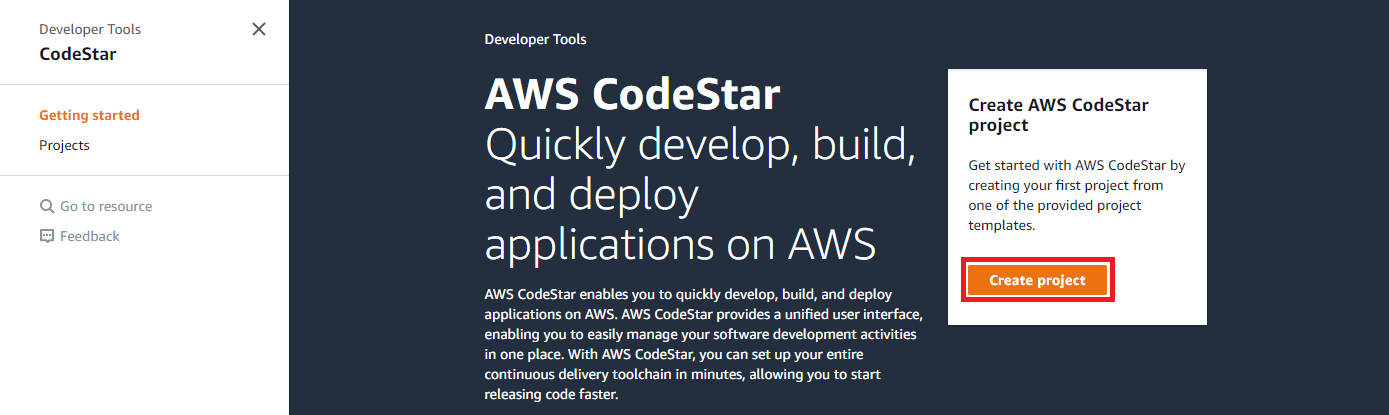 Developer Tools
CodeStar
Getting started
Projects
Go to resource
Feedback
Developer Tools
AWS CodeStar
Quickly develop, build,
and deploy
applications on AWS
AWS CodeStar enables you to quickly develop, build, and deploy
applications on AWS. AWS CodeStar provides a unified user interface,
enabling you to easily manage your software development activities
in one place. With AWS CodeStar, you can set up your entire
continuous delivery toolchain in minutes, allowing you to start
releasing code faster.
Create AWS CodeStar
project
Get started with AWS CodeStar by
creating your first project from
one of the provided project
templates.
Create project